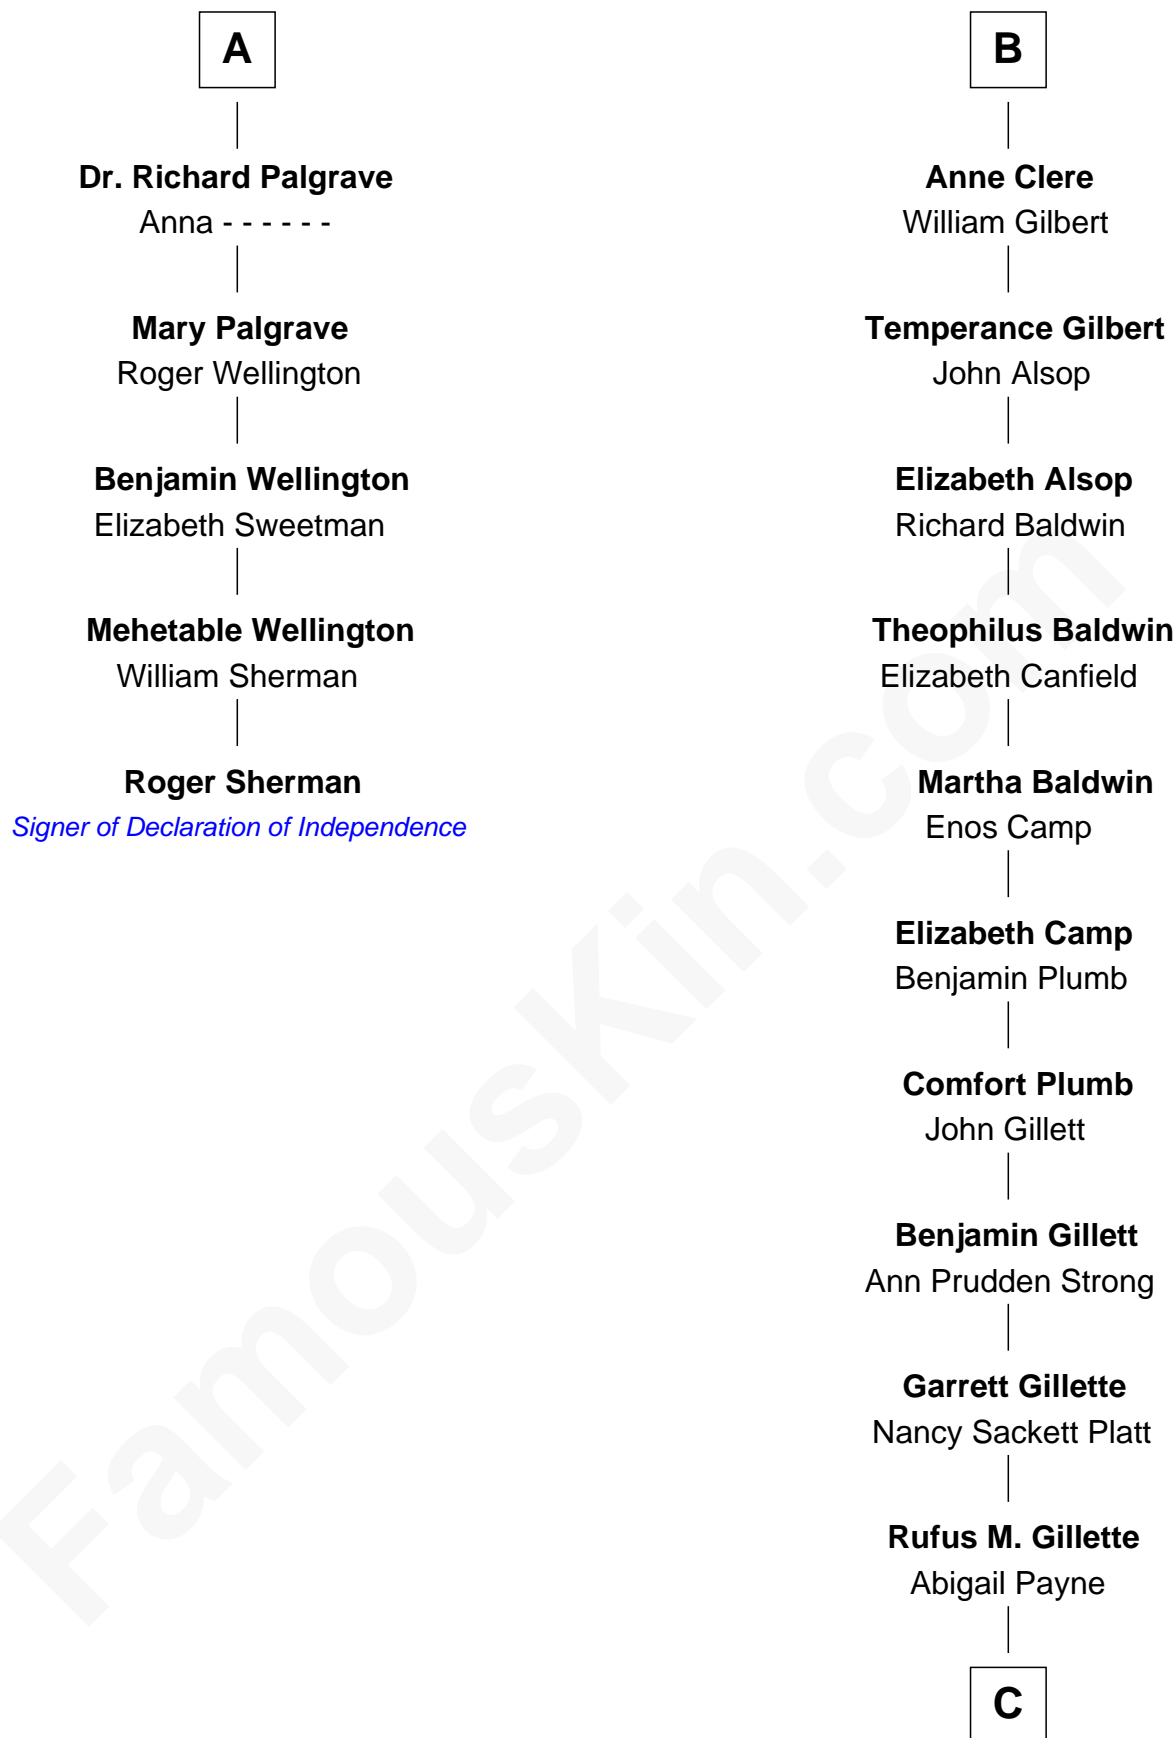 A
Dr. Richard Palgrave
Anna - - - - - -
Mary Palgrave
Roger Wellington
Benjamin Wellington
Elizabeth Sweetman
Mehetable Wellington
William Sherman
Roger Sherman
Signer of Declaration of Independence
B
Anne Clere
William Gilbert
Temperance Gilbert
John Alsop
Elizabeth Alsop
Richard Baldwin
Theophilus Baldwin
Elizabeth Canfield
Martha Baldwin
Enos Camp
Elizabeth Camp
Benjamin Plumb
Comfort Plumb
John Gillett
Benjamin Gillett
Ann Prudden Strong
Garrett Gillette
Nancy Sackett Platt
Rufus M. Gillette
Abigail Payne
C
FamousKin.com